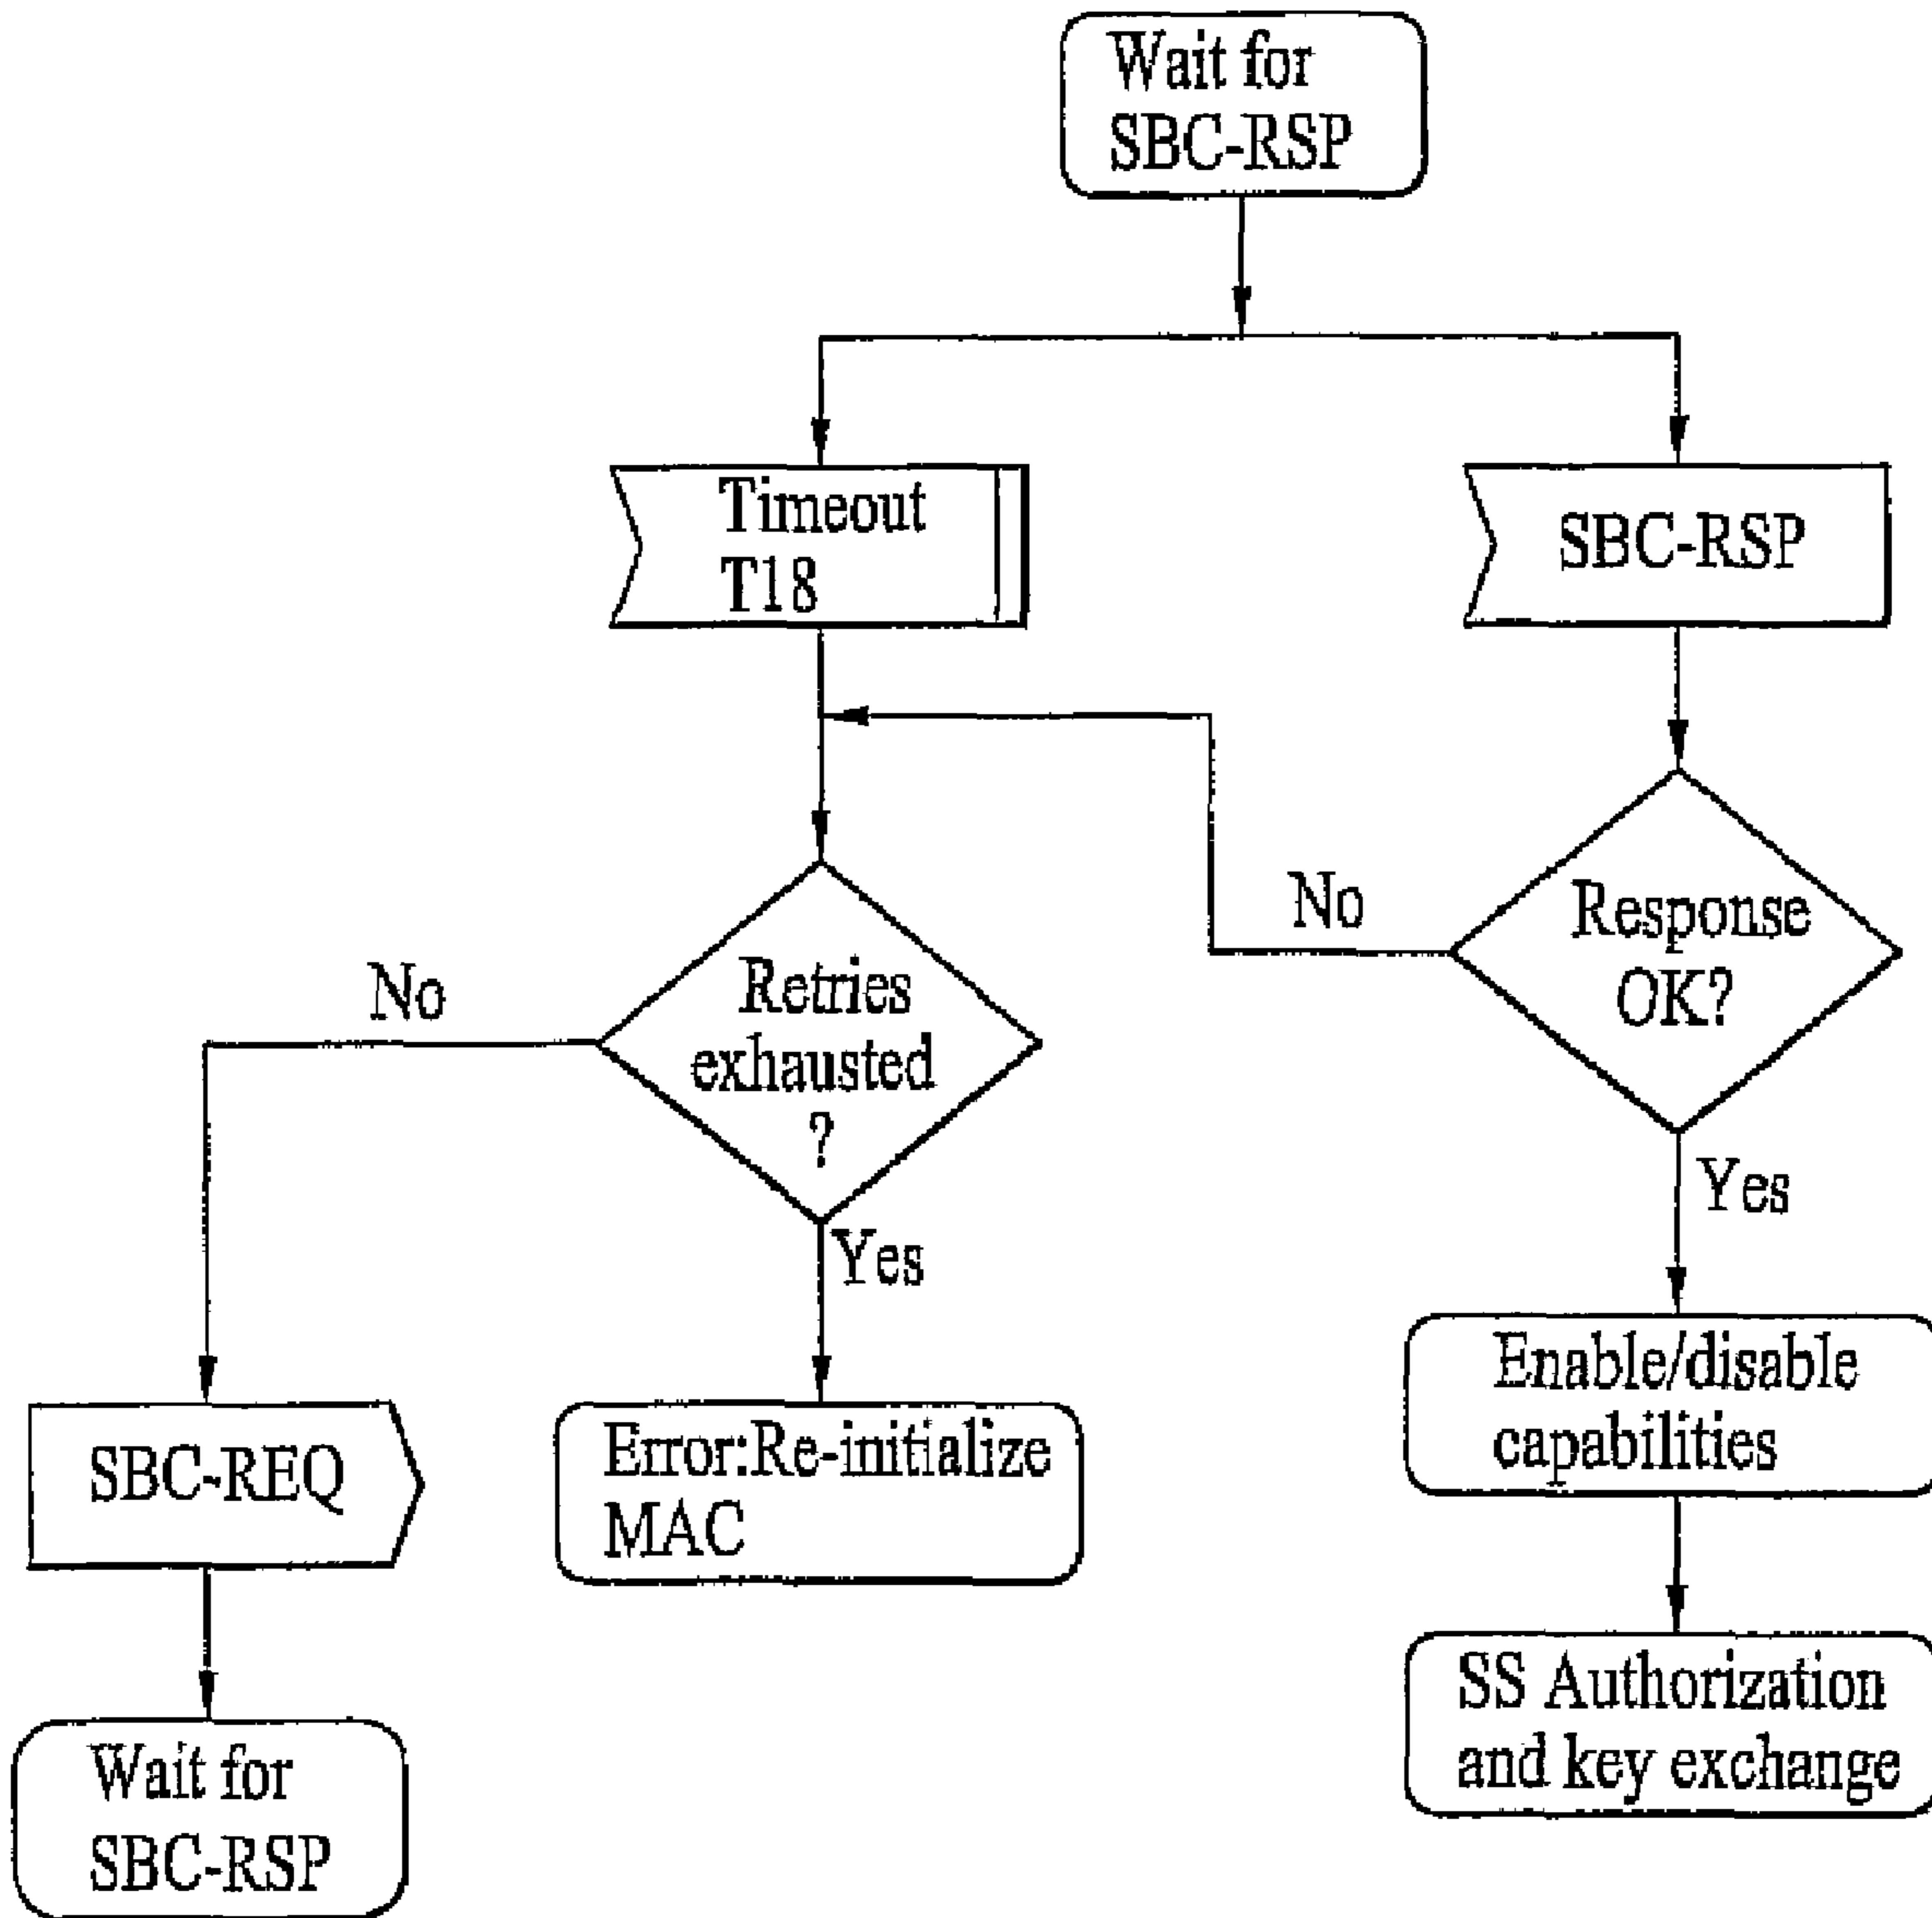 Wait for
SBC-RSP
Timeout
T18
SBC-RSP
No
Response
OK?
No
Retries
exhausted
?
Yes
Yes
Enable/disable
capabilities
SBC-REQ
Error:Re-initialize
MAC
SS Authorization
and key exchange
Wait for
SBC-RSP